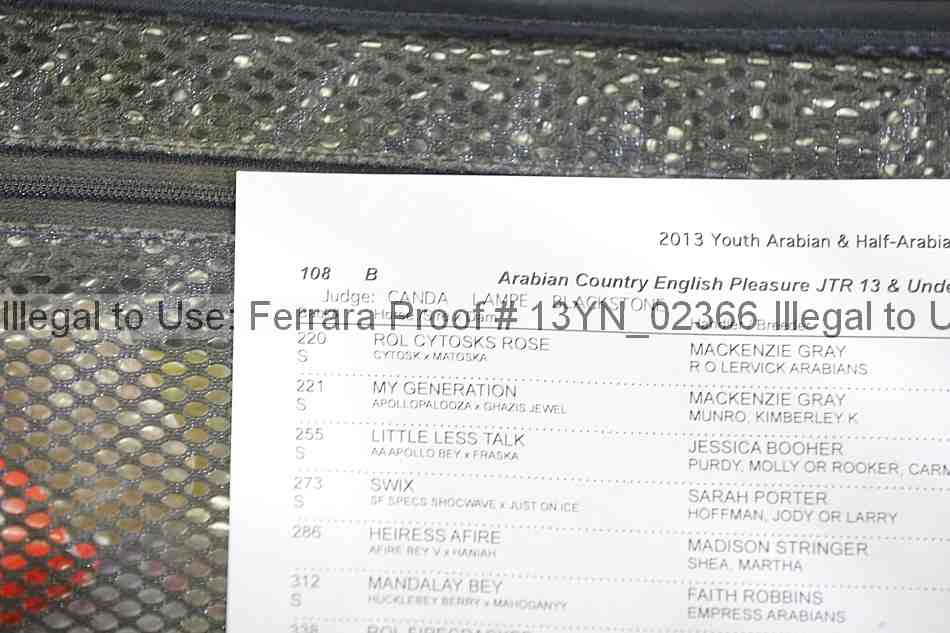 2013 Youth Arabian & Half-Arabia
108 B Arabian Country English Pleasure JTR 13 & Unde
Judge: CANDA LAMPE BLACKSTONE
Illegal to Use: Ferrara Proof # 13YN_02366 Illegal to U
220 ROL CYTOSKS ROSE MACKENZIE GRAY
S CYTOSK x MATOSKA R O LERVICK ARABIANS
221 MY GENERATION MACKENZIE GRAY
S APOLLOPALOOZA x GHAZIS JEWEL MUNRO, KIMBERLEY K
255 LITTLE LESS TALK JESSICA BOOHER
S AA APOLLO BEY x FRASKA PURDY, MOLLY OR ROOKER, CARM
273 SWIX SARAH PORTER
S SF SPECS SHOCWAVE x JUST ON ICE HOFFMAN, JODY OR LARRY
286 HEIRESS AFIRE MADISON STRINGER
AFIRE BEY V x HANIAH SHEA, MARTHA
312 MANDALAY BEY FAITH ROBBINS
S HUCKLEBEY BERRY x MAHOGANYY EMPRESS ARABIANS
338